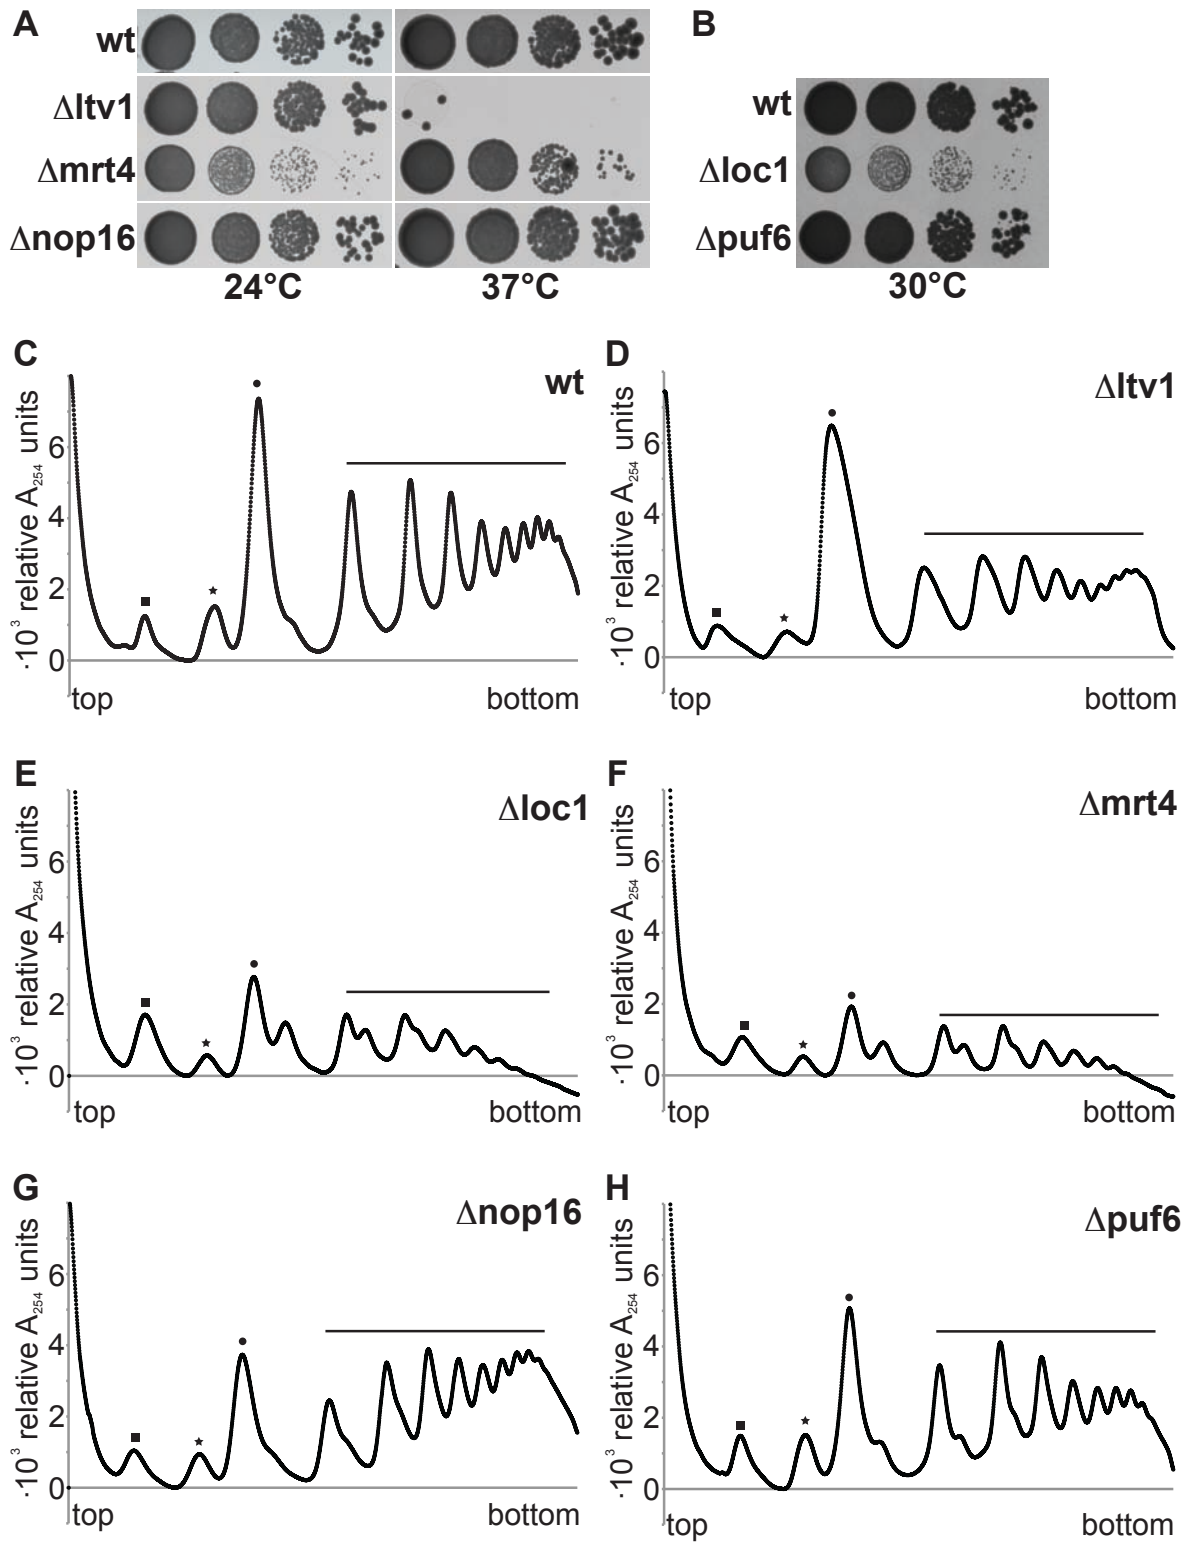 A
B
wt
Δltv1
Δmrt4
Δnop16
24°C
37°C
wt
Δloc1
Δpuf6
30°C
C
wt
·10³ relative A₂₅₄ units
6
4
2
0
top
bottom
D
Δltv1
·10³ relative A₂₅₄ units
6
4
2
0
top
bottom
E
Δloc1
·10³ relative A₂₅₄ units
6
4
2
0
top
bottom
F
Δmrt4
·10³ relative A₂₅₄ units
6
4
2
0
top
bottom
G
Δnop16
·10³ relative A₂₅₄ units
6
4
2
0
top
bottom
H
Δpuf6
·10³ relative A₂₅₄ units
6
4
2
0
top
bottom